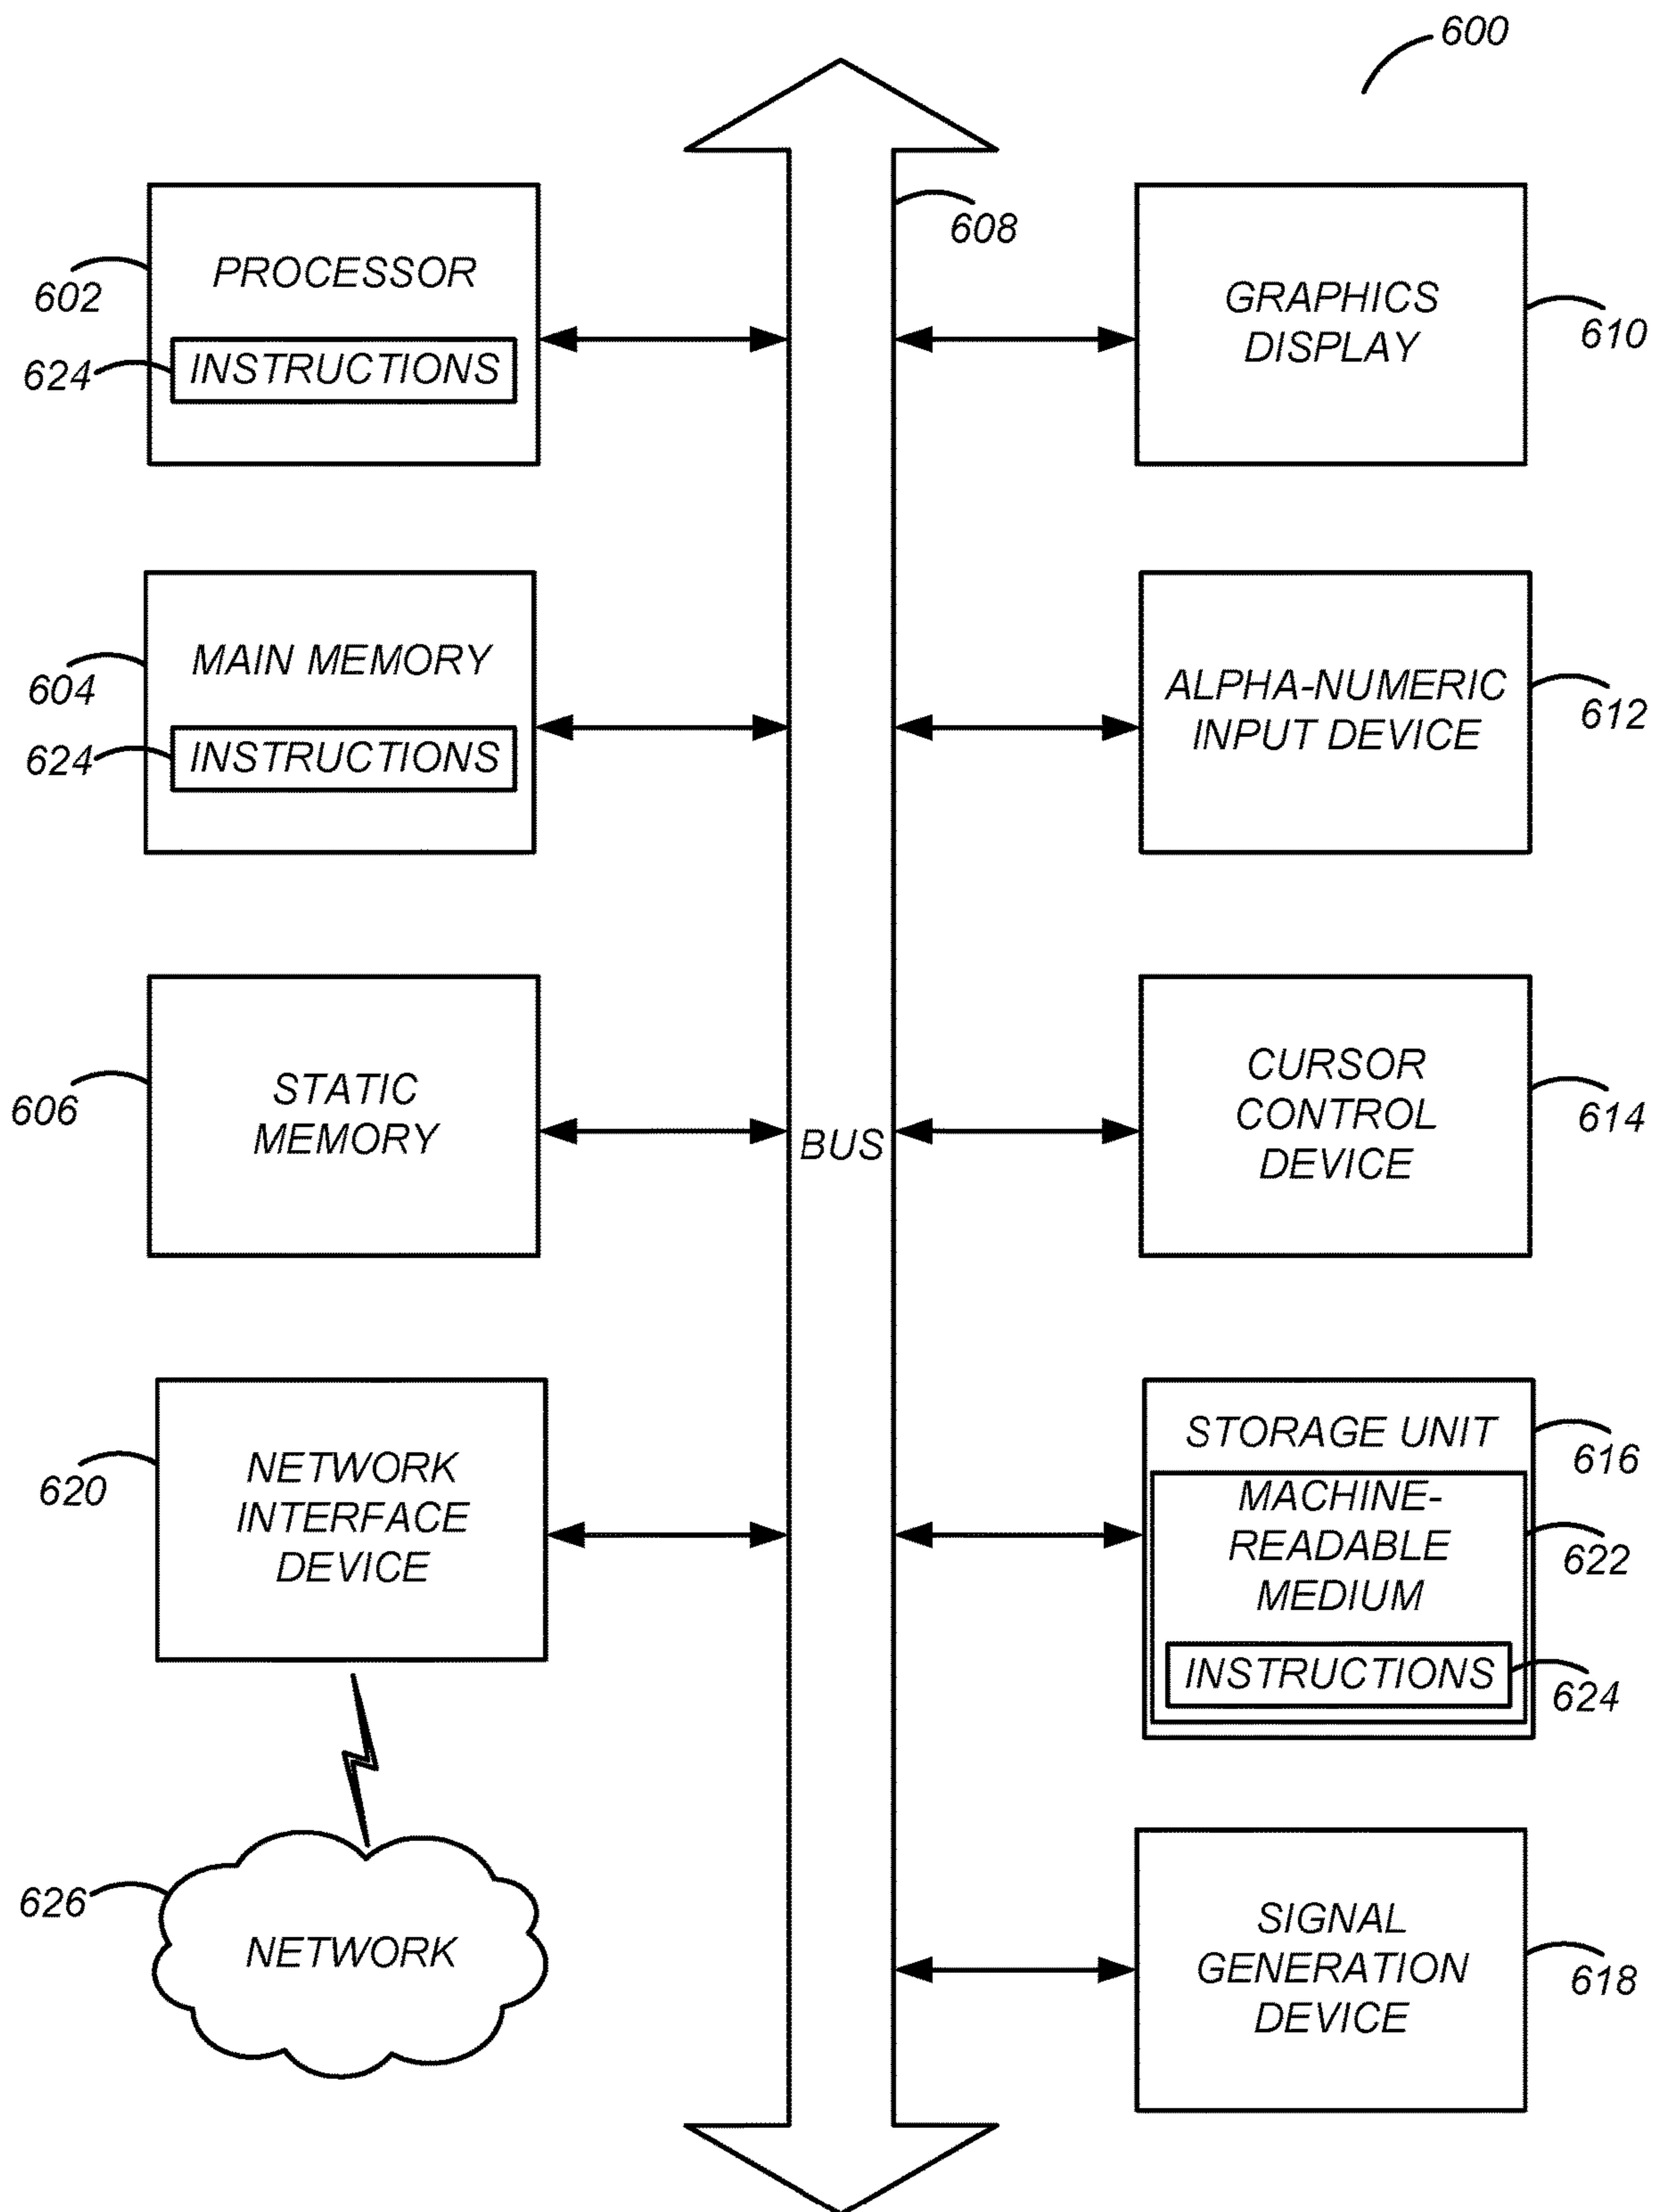 600
608
PROCESSOR
602
624
INSTRUCTIONS
GRAPHICS
DISPLAY
610
MAIN MEMORY
604
624
INSTRUCTIONS
ALPHA-NUMERIC
INPUT DEVICE
612
STATIC
MEMORY
606
BUS
CURSOR
CONTROL
DEVICE
614
NETWORK
INTERFACE
DEVICE
620
STORAGE UNIT
616
MACHINE-
READABLE
MEDIUM
622
INSTRUCTIONS
624
626
NETWORK
SIGNAL
GENERATION
DEVICE
618